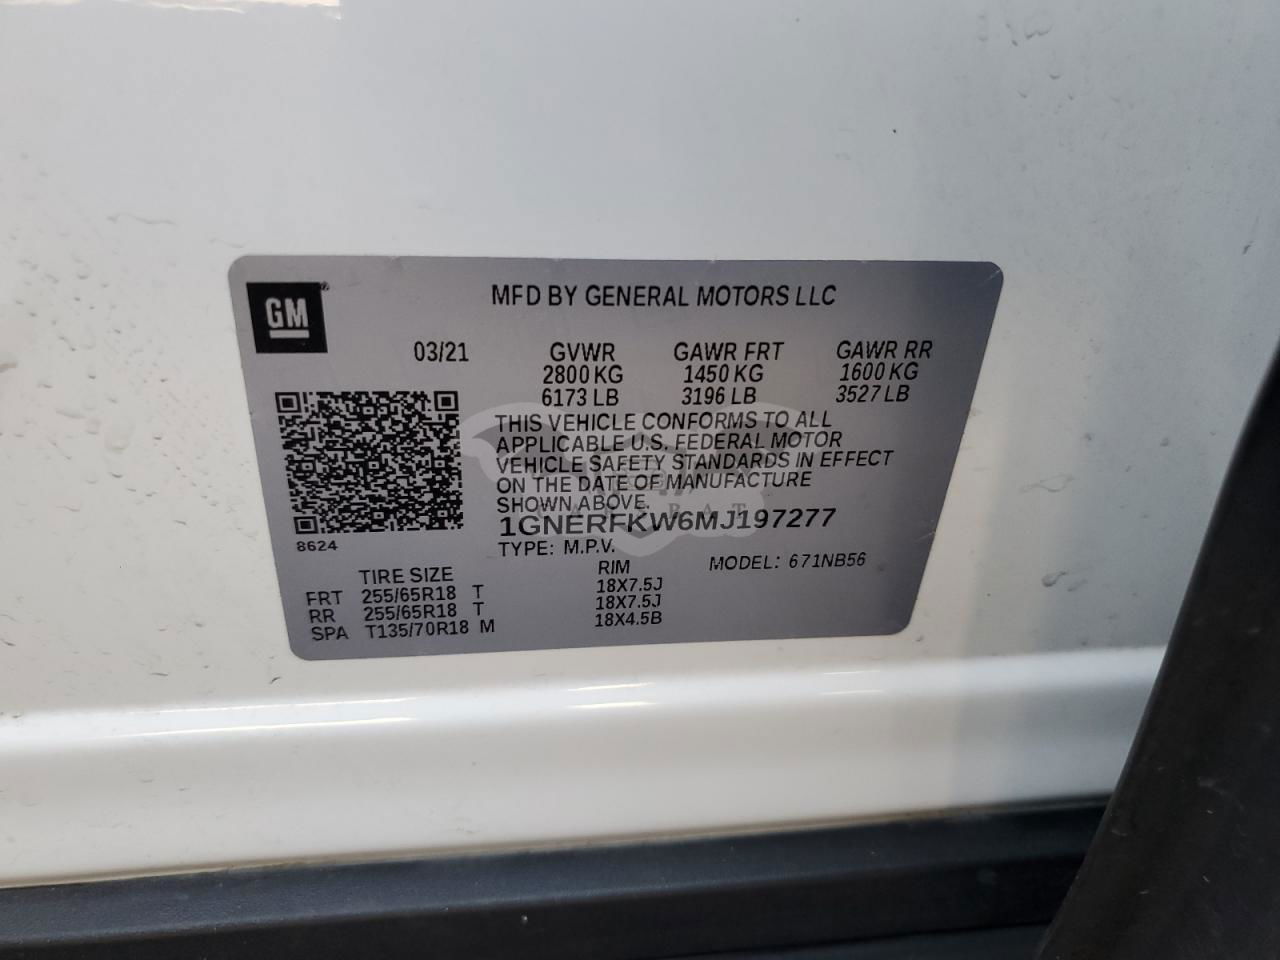 GM
MFD BY GENERAL MOTORS LLC
03/21 GVWR GAWR FRT GAWR RR
2800 KG 1450 KG 1600 KG
6173 LB 3196 LB 3527 LB
THIS VEHICLE CONFORMS TO ALL
APPLICABLE U.S. FEDERAL MOTOR
VEHICLE SAFETY STANDARDS IN EFFECT
ON THE DATE OF MANUFACTURE
SHOWN ABOVE.
1GNERFKW6MJ197277
8624
TYPE: M.P.V. MODEL: 671NB56
TIRE SIZE RIM
FRT 255/65R18 T 18X7.5J
RR 255/65R18 T 18X7.5J
SPA T135/70R18 M 18X4.5B